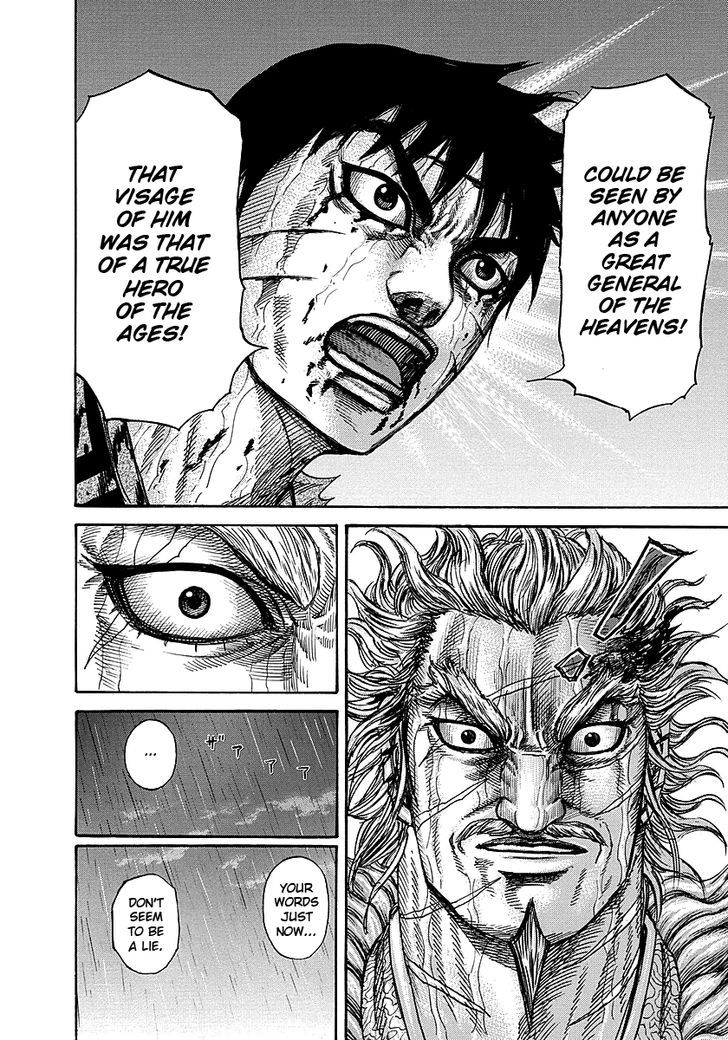 COULD BE
SEEN BY
ANYONE
AS A
GREAT
GENERAL
OF THE
HEAVENS!
THAT
VISAGE
OF HIM
WAS THAT
OF A TRUE
HERO
OF THE
AGES!
!
ザァァァ
...
YOUR
WORDS
JUST
NOW...
DON'T
SEEM
TO BE
A LIE.